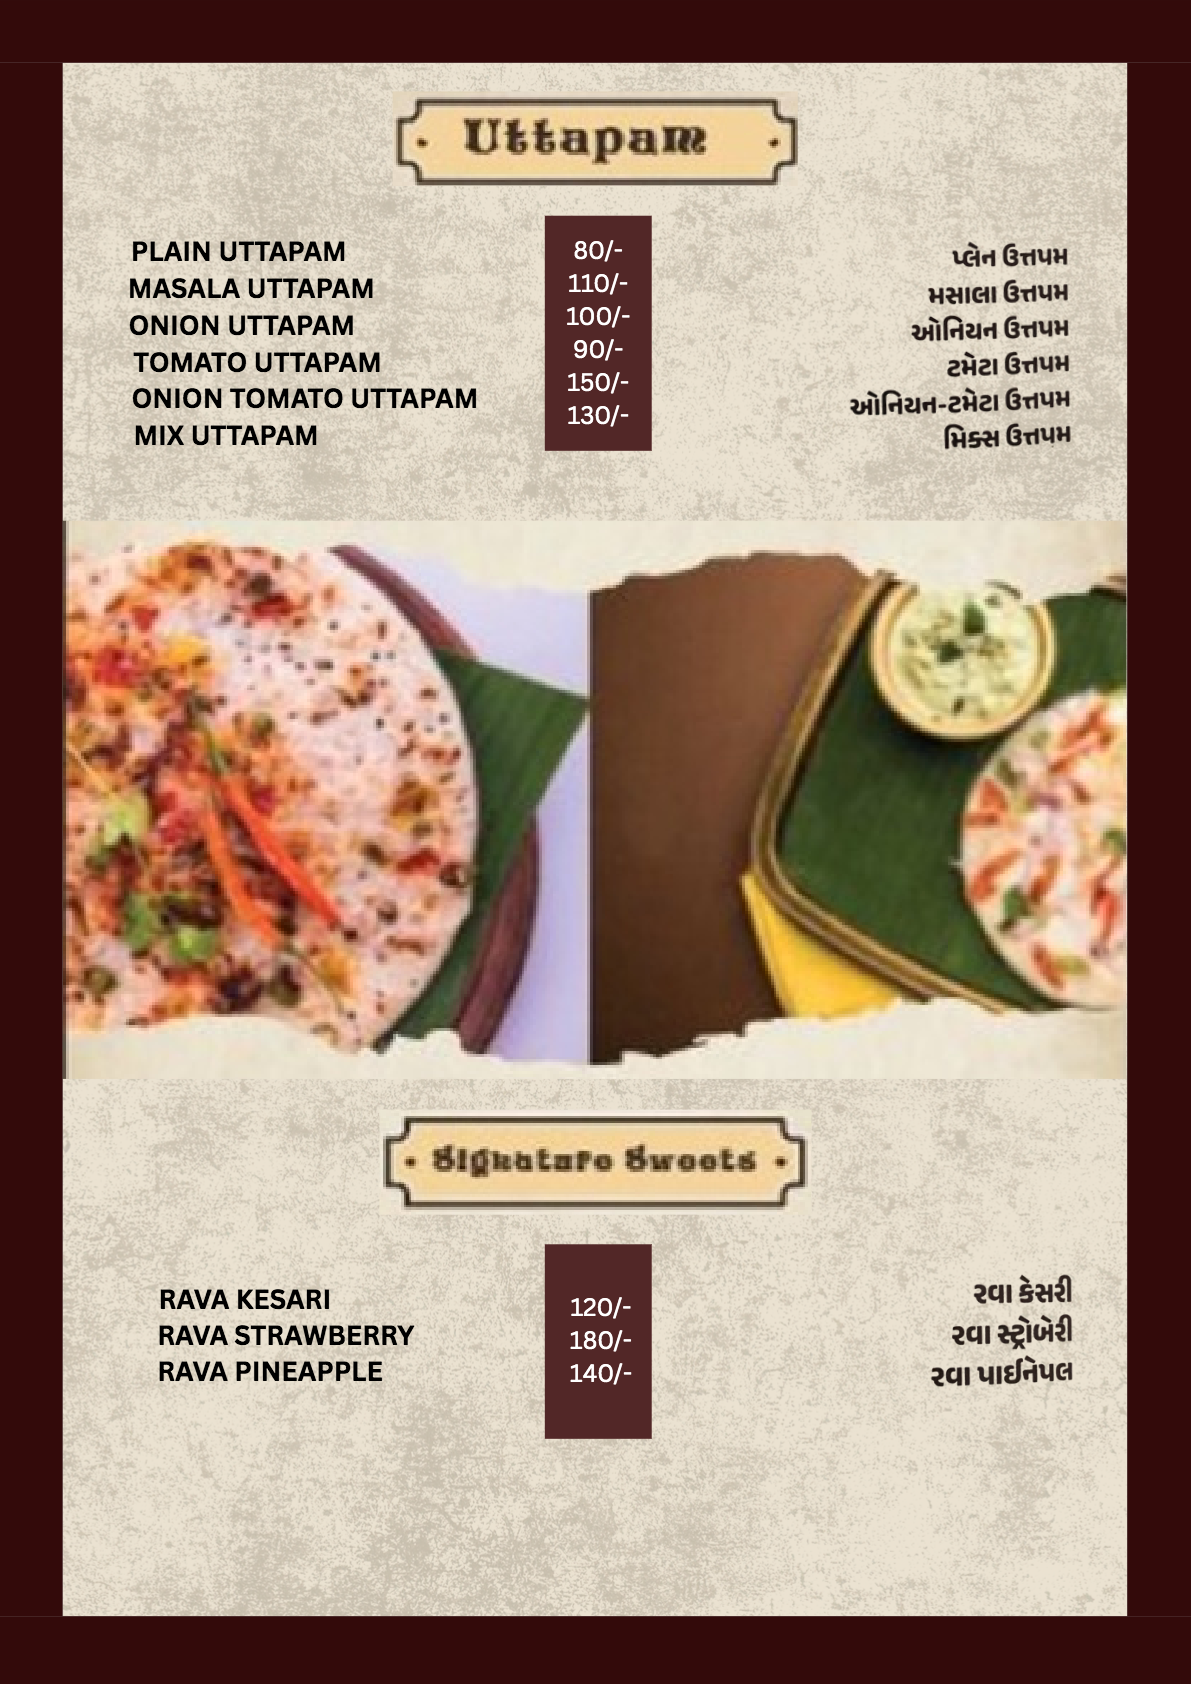 Uttapam
PLAIN UTTAPAM 80/- પ્લેન ઉત્તપમ
MASALA UTTAPAM 110/- મસાલા ઉત્તપમ
ONION UTTAPAM 100/- ઓનિયન ઉત્તપમ
TOMATO UTTAPAM 90/- ટમેટા ઉત્તપમ
ONION TOMATO UTTAPAM 150/- ઓનિયન-ટમેટા ઉત્તપમ
MIX UTTAPAM 130/- મિક્સ ઉત્તપમ
Signature Sweets
RAVA KESARI 120/- રવા કેસરી
RAVA STRAWBERRY 180/- રવા સ્ટ્રોબેરી
RAVA PINEAPPLE 140/- રવા પાઈનેપલ